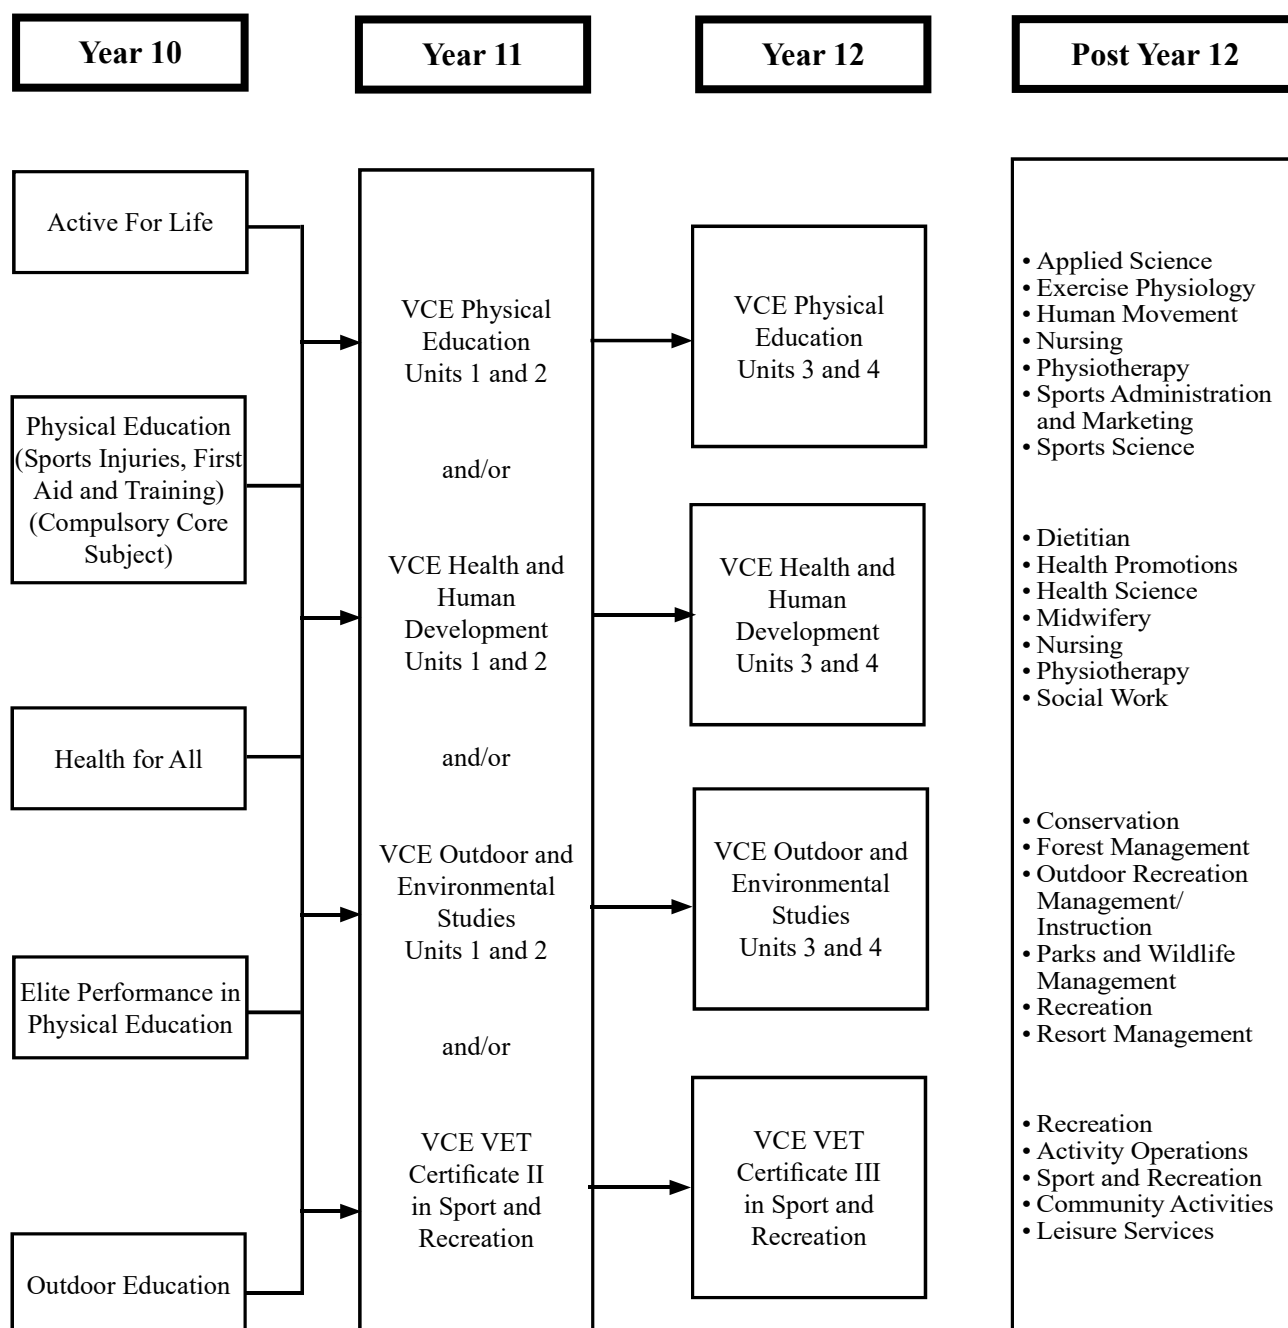 Year 10
Year 11
Year 12
Post Year 12
Active For Life
Physical Education
(Sports Injuries, First
Aid and Training)
(Compulsory Core
Subject)
Health for All
Elite Performance in
Physical Education
Outdoor Education
VCE Physical
Education
Units 1 and 2
and/or
VCE Health and
Human
Development
Units 1 and 2
and/or
VCE Outdoor and
Environmental
Studies
Units 1 and 2
and/or
VCE VET
Certificate II
in Sport and
Recreation
VCE Physical
Education
Units 3 and 4
VCE Health and
Human
Development
Units 3 and 4
VCE Outdoor and
Environmental
Studies
Units 3 and 4
VCE VET
Certificate III
in Sport and
Recreation
• Applied Science
• Exercise Physiology
• Human Movement
• Nursing
• Physiotherapy
• Sports Administration
and Marketing
• Sports Science
• Dietitian
• Health Promotions
• Health Science
• Midwifery
• Nursing
• Physiotherapy
• Social Work
• Conservation
• Forest Management
• Outdoor Recreation
Management/
Instruction
• Parks and Wildlife
Management
• Recreation
• Resort Management
• Recreation
• Activity Operations
• Sport and Recreation
• Community Activities
• Leisure Services